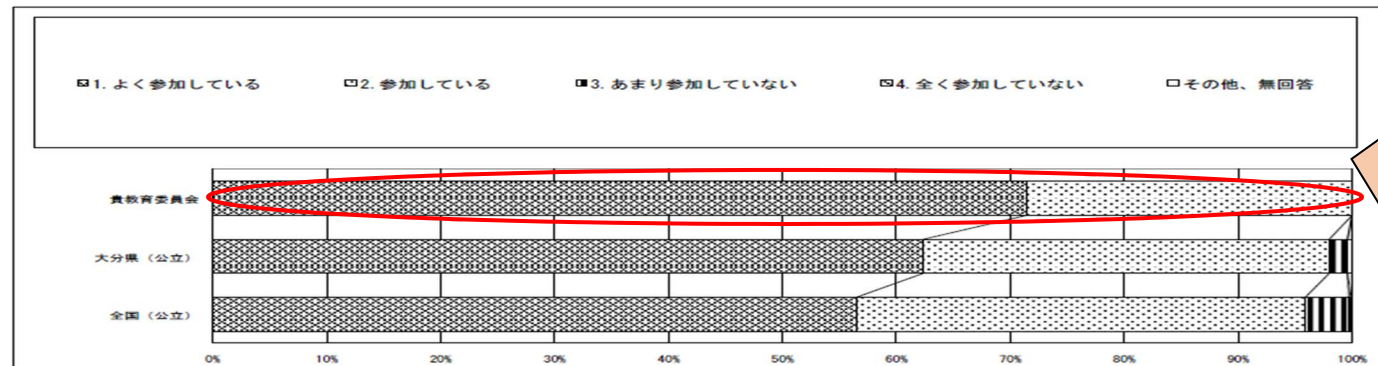 1. よく参加している 2. 参加している 3. あまり参加していない 4. 全く参加していない その他、無回答
貴教育委員会
大分県（公立）
全国（公立）
0% 10% 20% 30% 40% 50% 60% 70% 80% 90% 100%